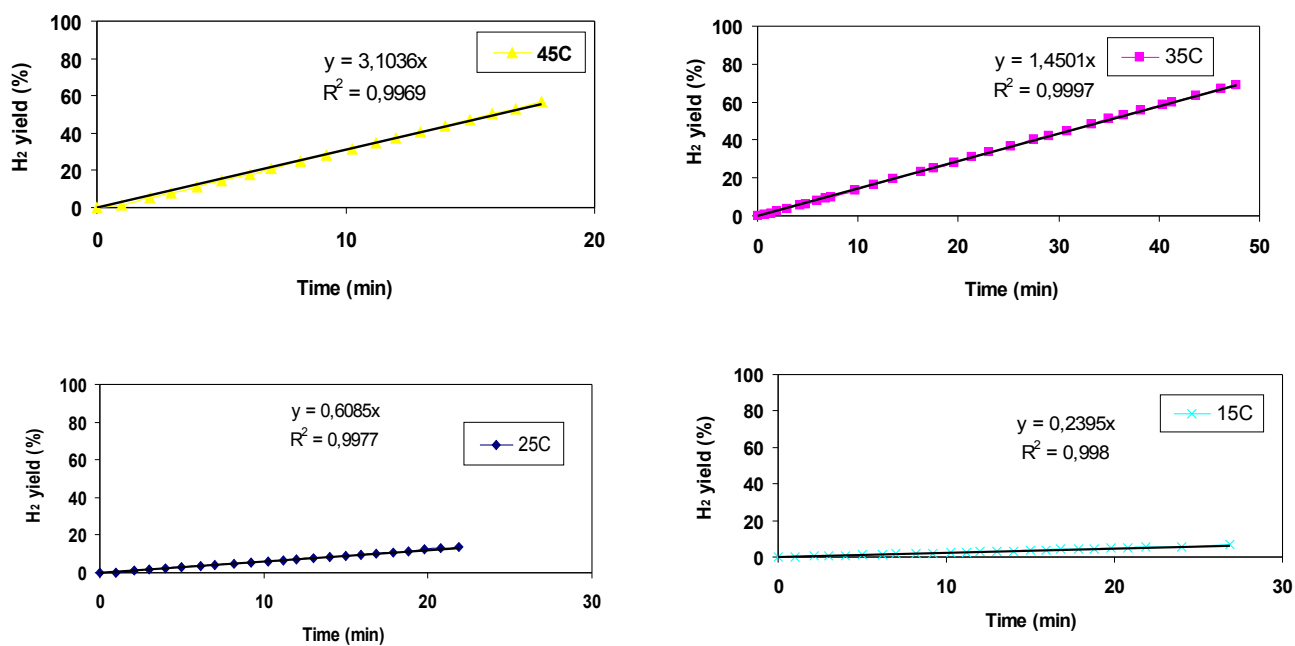 100
80
60
40
20
0
H2 yield (%)
y = 3,1036x
R2 = 0,9969
45C
0 10 20
Time (min)
100
80
60
40
20
0
H2 yield (%)
y = 1,4501x
R2 = 0,9997
35C
0 10 20 30 40 50
Time (min)
100
80
60
40
20
0
H2 yield (%)
y = 0,6085x
R2 = 0,9977
25C
0 10 20 30
Time (min)
100
80
60
40
20
0
H2 yield (%)
y = 0,2395x
R2 = 0,998
15C
0 10 20 30
Time (min)